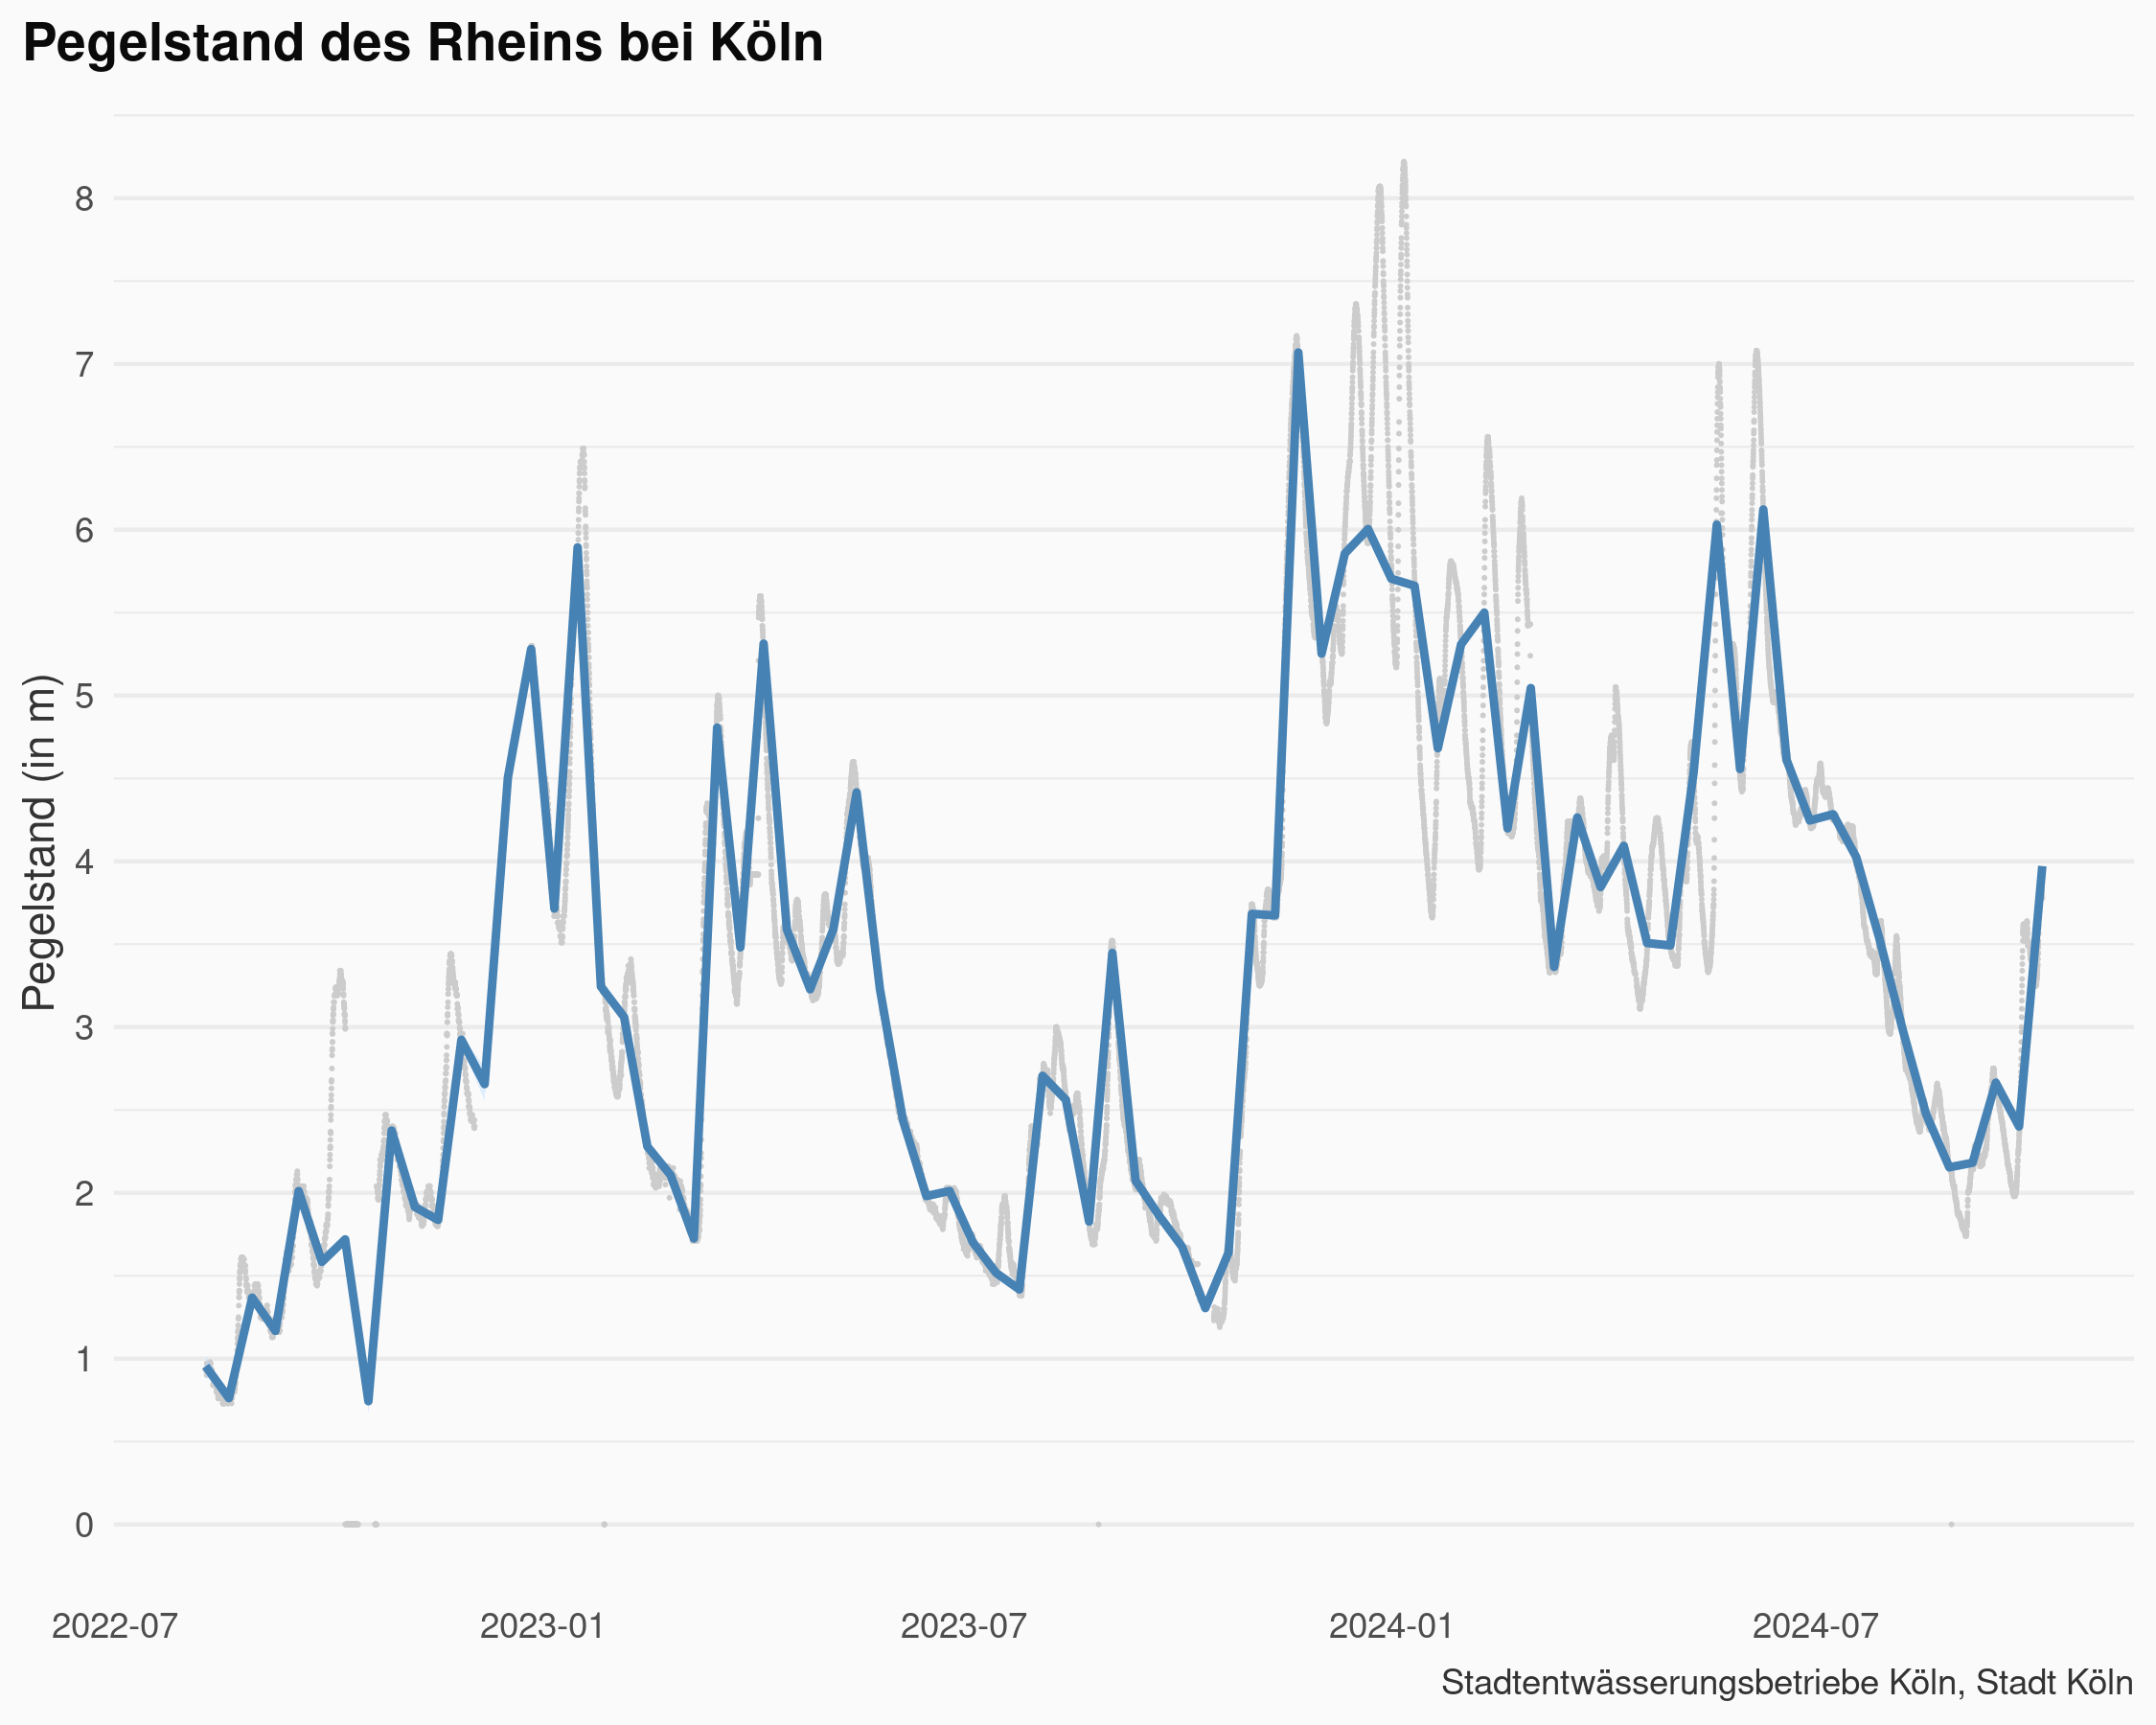 Pegelstand des Rheins bei Köln
Pegelstand (in m)
8
7
6
5
4
3
2
1
0
2022-07 2023-01 2023-07 2024-01 2024-07
Stadtentwässerungsbetriebe Köln, Stadt Köln